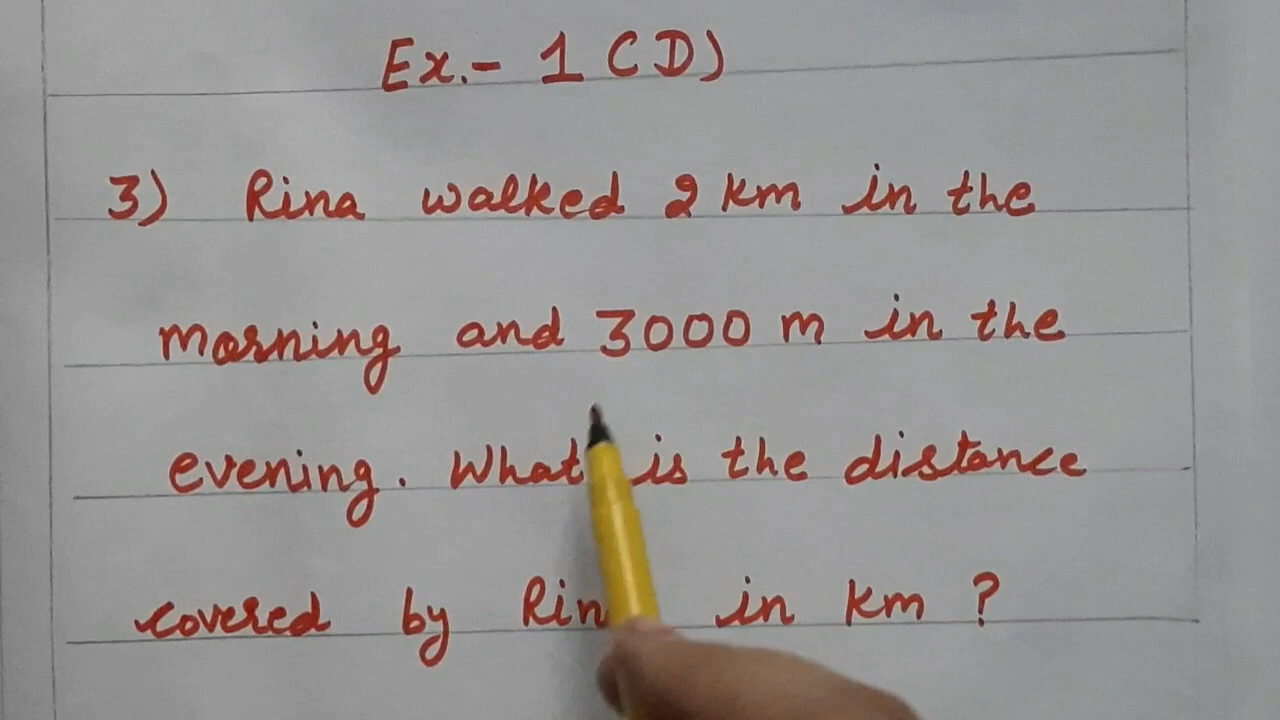 Ex.- 1 (D)
3) Rina walked 2 km in the
morning and 3000 m in the
evening. What is the distance
covered by Rin in km ?